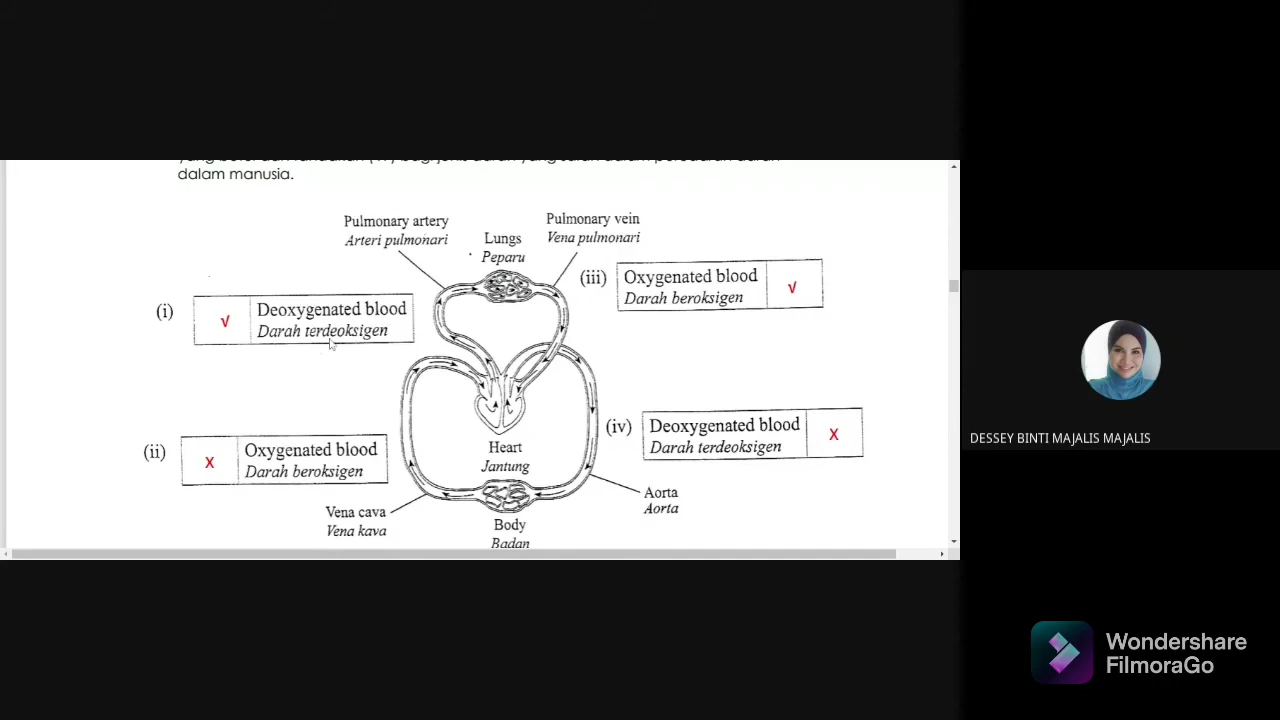 dalam manusia.
Pulmonary artery
Arteri pulmonari
Pulmonary vein
Vena pulmonari
Lungs
Peparu
(iii)
Oxygenated blood
Darah beroksigen
√
(i)
√
Deoxygenated blood
Darah terdeoksigen
(iv)
Deoxygenated blood
Darah terdeoksigen
X
(ii)
X
Oxygenated blood
Darah beroksigen
Heart
Jantung
Vena cava
Vena kava
Aorta
Aorta
Body
Badan
DESSEY BINTI MAJALIS MAJALIS
Wondershare
FilmoraGo